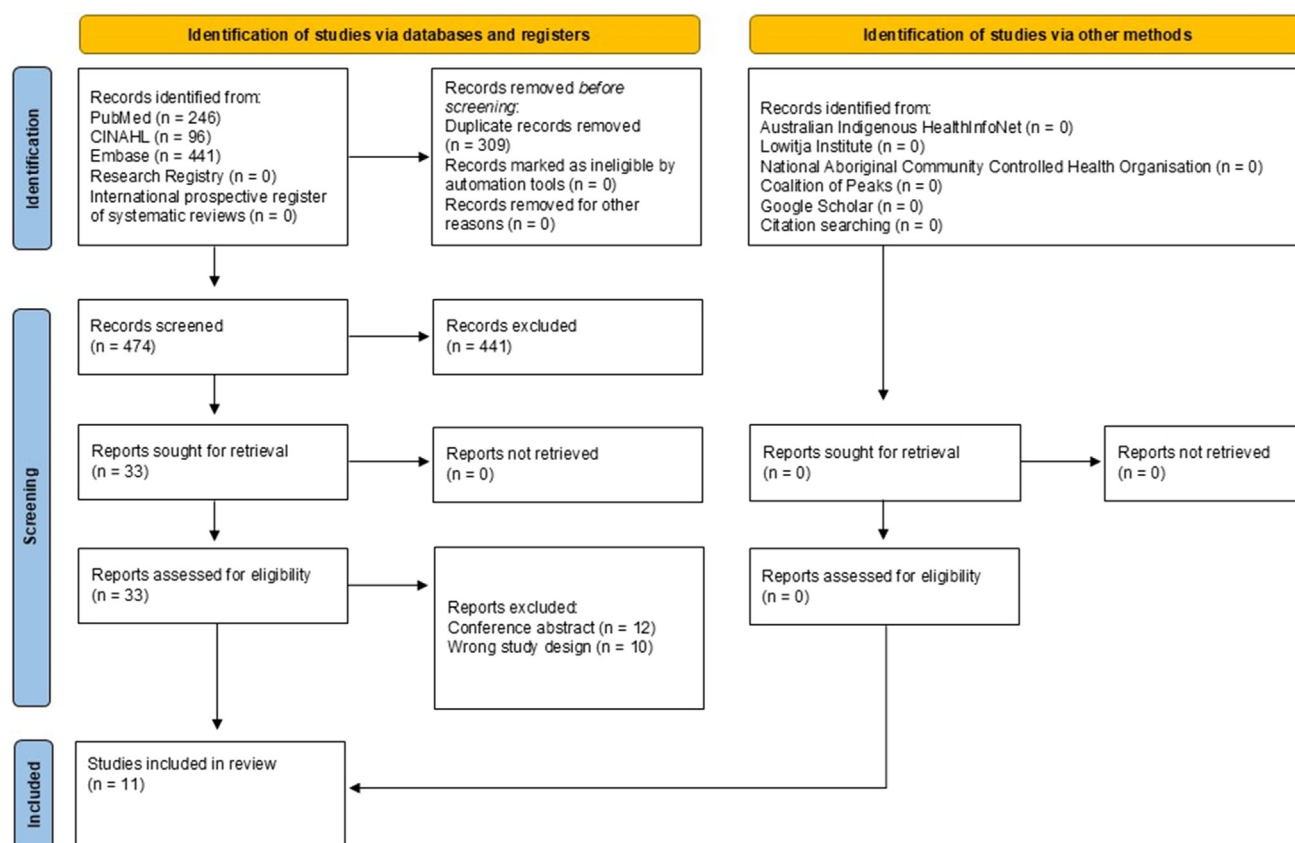 Identification of studies via databases and registers
Identification of studies via other methods
Identification
Records identified from:
PubMed (n = 246)
CINAHL (n = 96)
Embase (n = 441)
Research Registry (n = 0)
International prospective register
of systematic reviews (n = 0)
Records removed before
screening:
Duplicate records removed
(n = 309)
Records marked as ineligible by
automation tools (n = 0)
Records removed for other
reasons (n = 0)
Records identified from:
Australian Indigenous HealthInfoNet (n = 0)
Lowitja Institute (n = 0)
National Aboriginal Community Controlled Health Organisation (n = 0)
Coalition of Peaks (n = 0)
Google Scholar (n = 0)
Citation searching (n = 0)
Screening
Records screened
(n = 474)
Records excluded
(n = 441)
Reports sought for retrieval
(n = 33)
Reports not retrieved
(n = 0)
Reports sought for retrieval
(n = 0)
Reports not retrieved
(n = 0)
Reports assessed for eligibility
(n = 33)
Reports excluded:
Conference abstract (n = 12)
Wrong study design (n = 10)
Reports assessed for eligibility
(n = 0)
Included
Studies included in review
(n = 11)